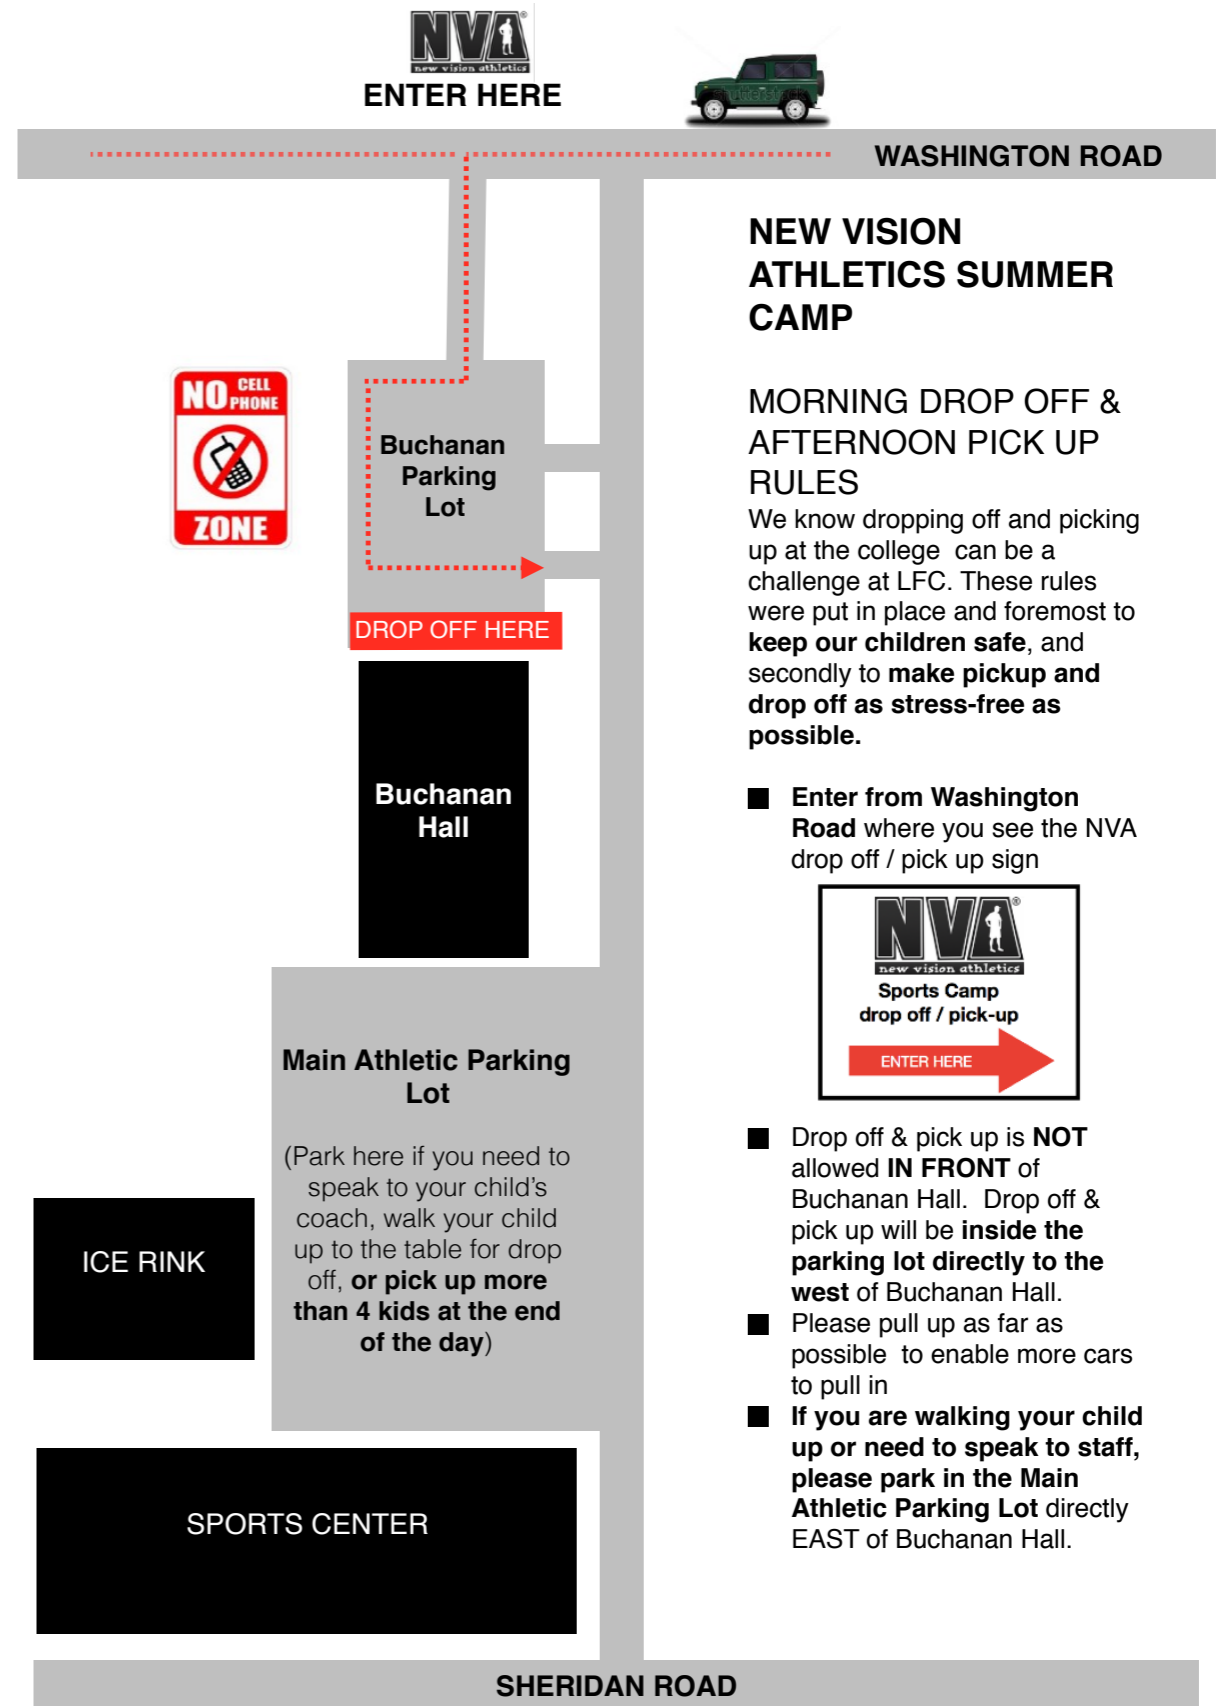 NVA®
new vision athletics
ENTER HERE
shutterstock
WASHINGTON ROAD
NO CELL PHONE
ZONE
Buchanan
Parking
Lot
DROP OFF HERE
Buchanan
Hall
Main Athletic Parking
Lot
(Park here if you need to
speak to your child’s
coach, walk your child
up to the table for drop
off, or pick up more
than 4 kids at the end
of the day)
ICE RINK
SPORTS CENTER
NEW VISION
ATHLETICS SUMMER
CAMP
MORNING DROP OFF &
AFTERNOON PICK UP
RULES
We know dropping off and picking
up at the college  can be a
challenge at LFC. These rules
were put in place and foremost to
keep our children safe, and
secondly to make pickup and
drop off as stress-free as
possible.
Enter from Washington
Road where you see the NVA
drop off / pick up sign
NVA®
new vision athletics
Sports Camp
drop off / pick-up
ENTER HERE
Drop off & pick up is NOT
allowed IN FRONT of
Buchanan Hall.  Drop off &
pick up will be inside the
parking lot directly to the
west of Buchanan Hall.
Please pull up as far as
possible  to enable more cars
to pull in
If you are walking your child
up or need to speak to staff,
please park in the Main
Athletic Parking Lot directly
EAST of Buchanan Hall.
SHERIDAN ROAD